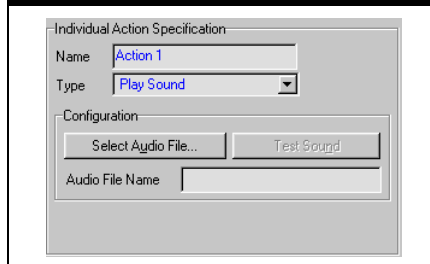 Individual Action Specification
Name Action 1
Type Play Sound
Configuration
Select Audio File... Test Sound
Audio File Name